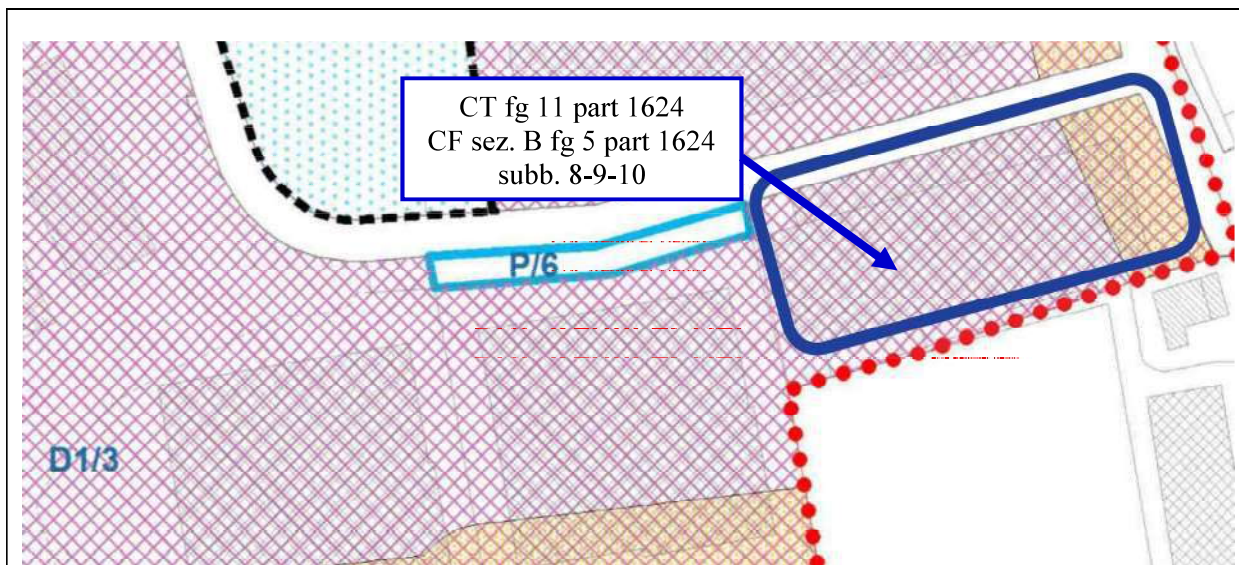 CT fg 11 part 1624
CF sez. B fg 5 part 1624
subb. 8-9-10
P/6
D1/3